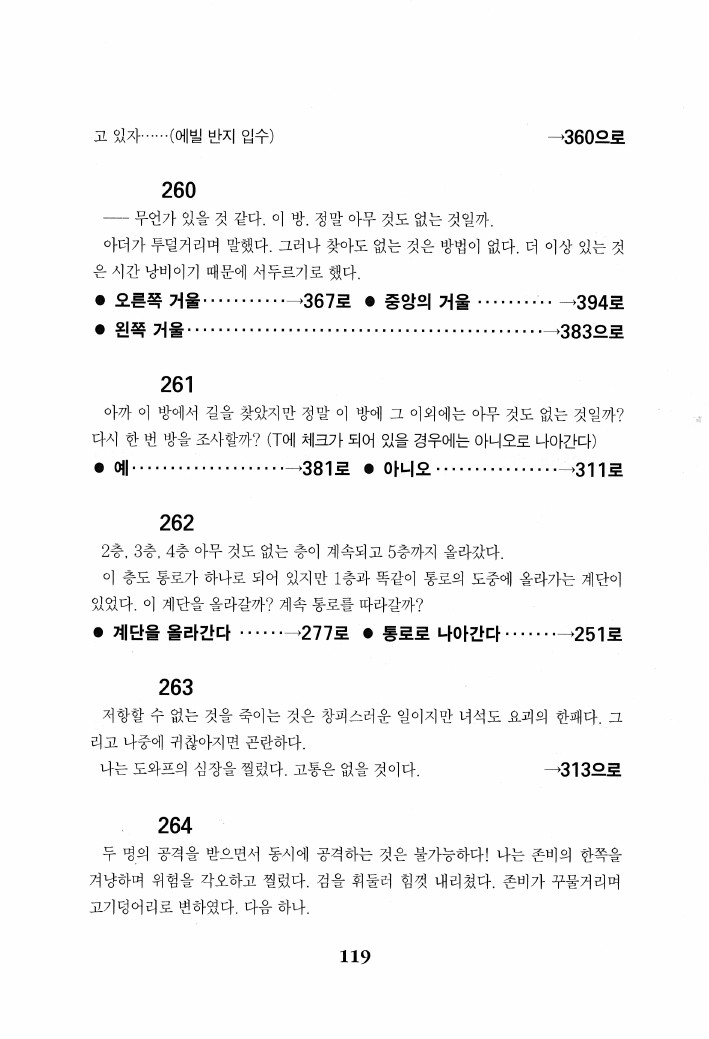 고 있자……(에빌 반지 입수) →360으로
260
── 무언가 있을 것 같다. 이 방. 정말 아무 것도 없는 것일까.
아더가 투덜거리며 말했다. 그러나 찾아도 없는 것은 방법이 없다. 더 이상 있는 것
은 시간 낭비이기 때문에 서두르기로 했다.
● 오른쪽 거울···········→367로 ● 중앙의 거울 ·········· →394로
● 왼쪽 거울··············································→383으로
261
아까 이 방에서 길을 찾았지만 정말 이 방에 그 이외에는 아무 것도 없는 것일까?
다시 한 번 방을 조사할까? (T에 체크가 되어 있을 경우에는 아니오로 나아간다)
● 예····················→381로 ● 아니오················→311로
262
2층, 3층, 4층 아무 것도 없는 층이 계속되고 5층까지 올라갔다.
이 층도 통로가 하나로 되어 있지만 1층과 똑같이 통로의 도중에 올라가는 계단이
있었다. 이 계단을 올라갈까? 계속 통로를 따라갈까?
● 계단을 올라간다 ······→277로 ● 통로로 나아간다·······→251로
263
저항할 수 없는 것을 죽이는 것은 창피스러운 일이지만 녀석도 요괴의 한패다. 그
리고 나중에 귀찮아지면 곤란하다.
나는 도와프의 심장을 찔렀다. 고통은 없을 것이다. →313으로
264
두 명의 공격을 받으면서 동시에 공격하는 것은 불가능하다! 나는 존비의 한쪽을
겨냥하며 위험을 각오하고 찔렀다. 검을 휘둘러 힘껏 내리쳤다. 존비가 꾸물거리며
고기덩어리로 변하였다. 다음 하나.
119